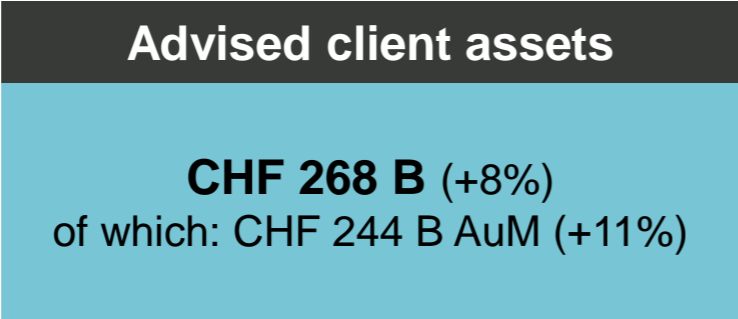 Advised client assets
CHF 268 B (+8%)
of which: CHF 244 B AuM (+11%)